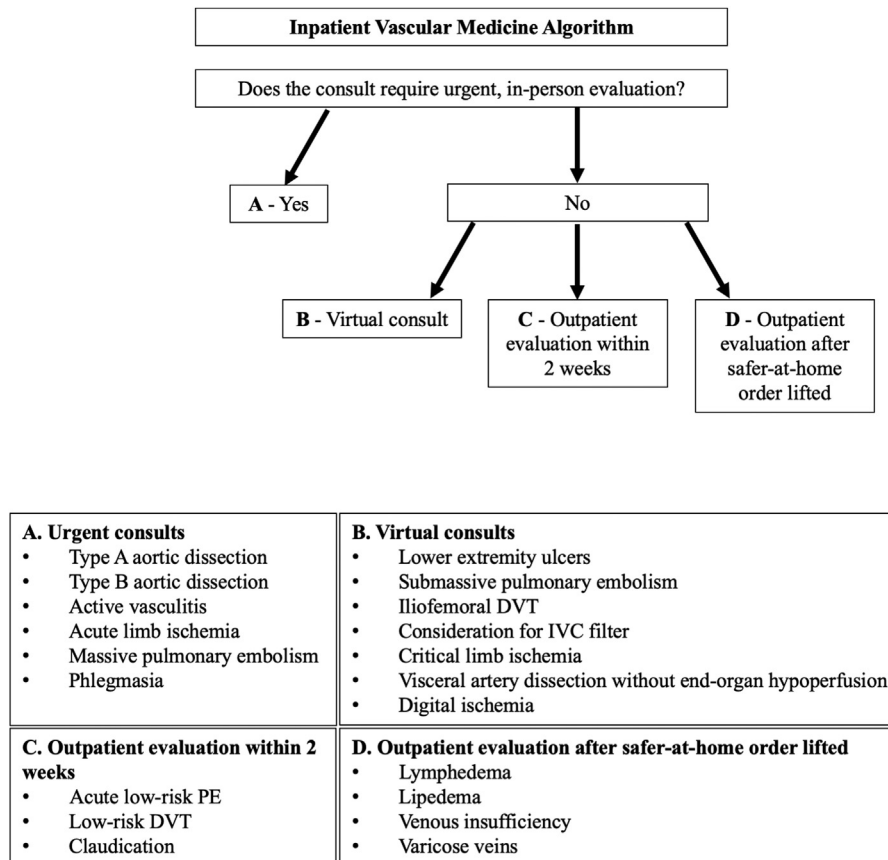 Inpatient Vascular Medicine Algorithm
Does the consult require urgent, in-person evaluation?
A - Yes
No
B - Virtual consult
C - Outpatient
evaluation within
2 weeks
D - Outpatient
evaluation after
safer-at-home
order lifted
A. Urgent consults
• Type A aortic dissection
• Type B aortic dissection
• Active vasculitis
• Acute limb ischemia
• Massive pulmonary embolism
• Phlegmasia
B. Virtual consults
• Lower extremity ulcers
• Submassive pulmonary embolism
• Iliofemoral DVT
• Consideration for IVC filter
• Critical limb ischemia
• Visceral artery dissection without end-organ hypoperfusion
• Digital ischemia
C. Outpatient evaluation within 2
weeks
• Acute low-risk PE
• Low-risk DVT
• Claudication
D. Outpatient evaluation after safer-at-home order lifted
• Lymphedema
• Lipedema
• Venous insufficiency
• Varicose veins